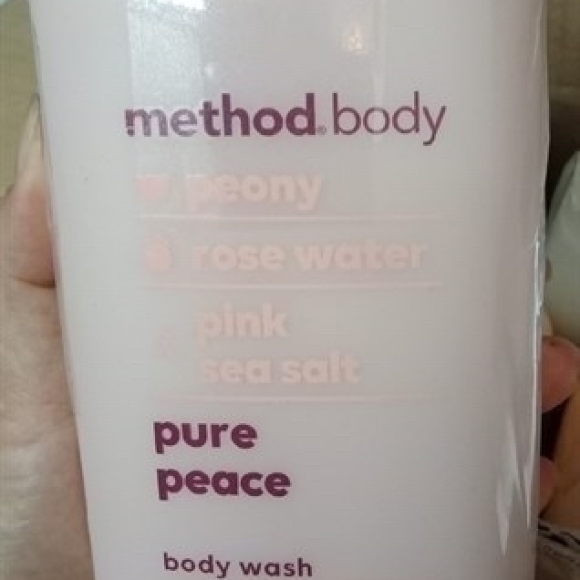 method. body
peony
rose water
pink
sea salt
pure
peace
body wash